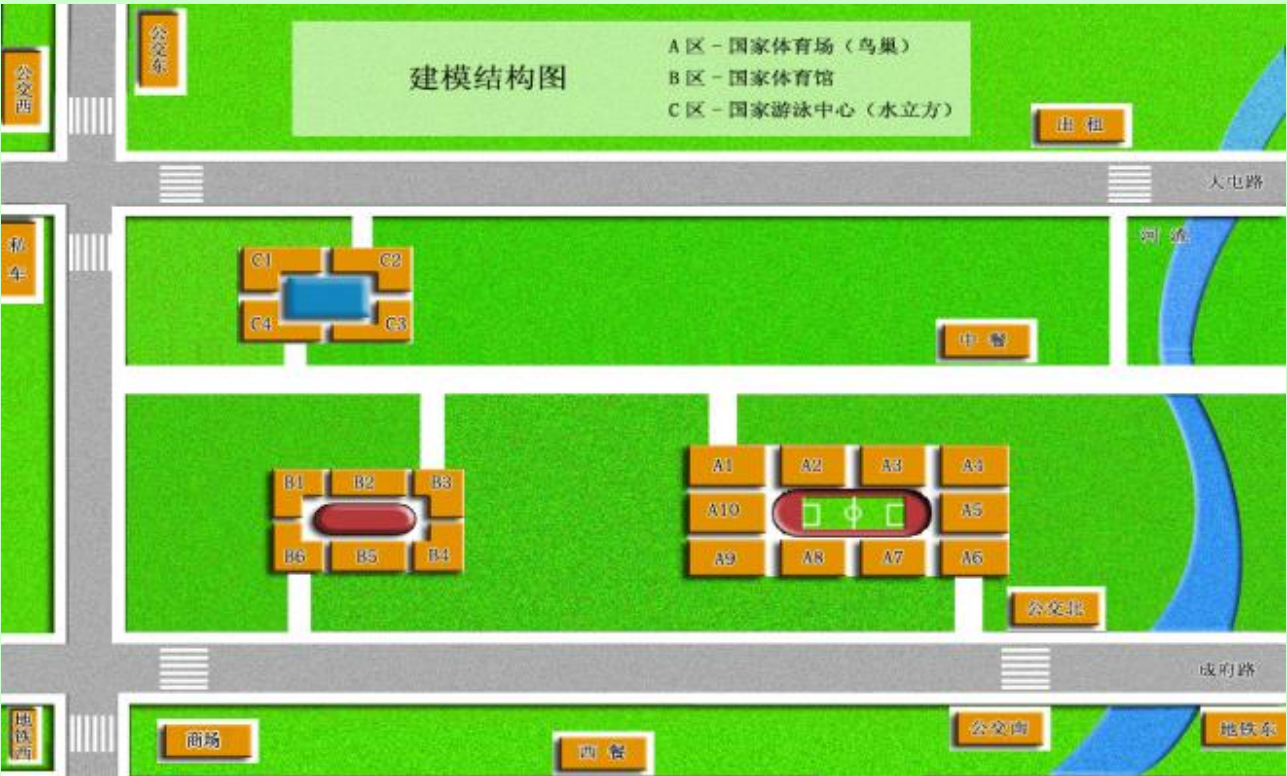 公交西
公交东
建模结构图
A区－国家体育场（鸟巢）
B区－国家体育馆
C区－国家游泳中心（水立方）
出 租
大屯路
私车
河 流
C1
C2
C4
C3
中 餐
B1
B2
B3
A1
A2
A3
A4
A10
A5
B6
B5
B4
A9
A8
A7
A6
公交北
成府路
地铁西
商场
西 餐
公交南
地铁东